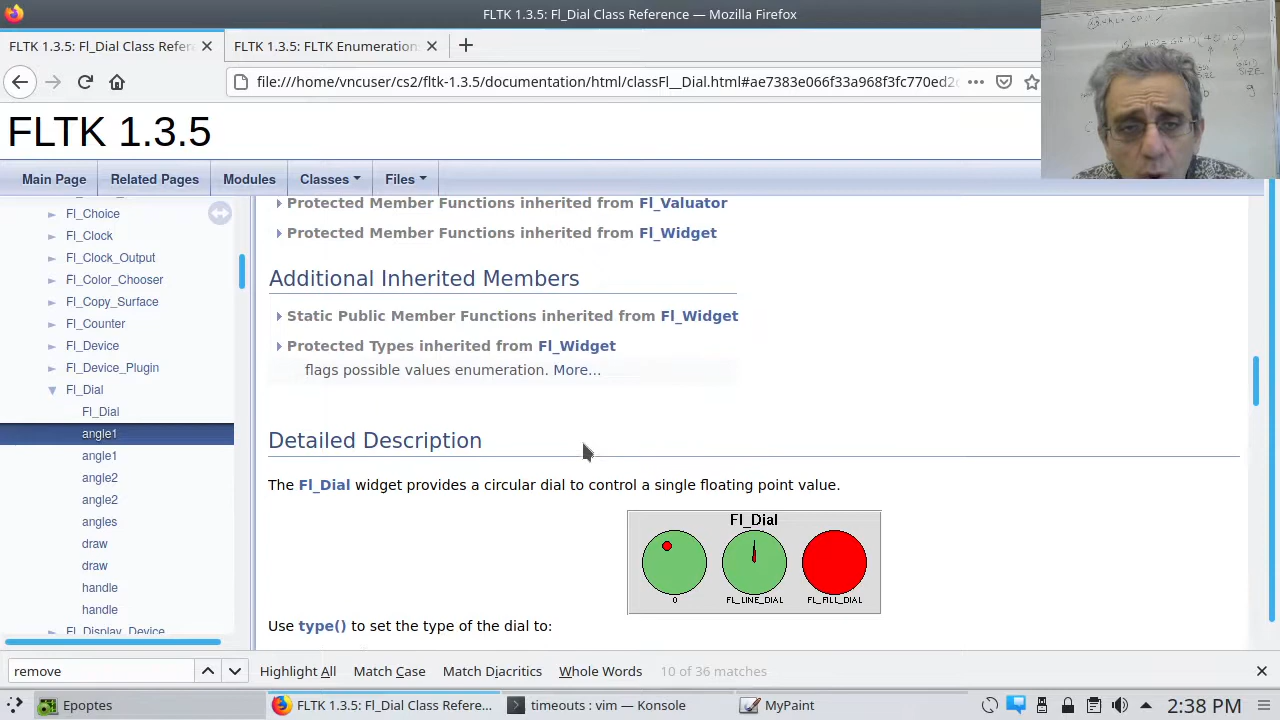 FLTK 1.3.5: Fl_Dial Class Reference — Mozilla Firefox
FLTK 1.3.5: Fl_Dial Class Refer
FLTK 1.3.5: FLTK Enumeration
file:///home/vncuser/cs2/fltk-1.3.5/documentation/html/classFl__Dial.html#ae7383e066f33a968f3fc770ed2c
FLTK 1.3.5
Main Page Related Pages Modules Classes Files
Fl_Choice
Fl_Clock
Fl_Clock_Output
Fl_Color_Chooser
Fl_Copy_Surface
Fl_Counter
Fl_Device
Fl_Device_Plugin
Fl_Dial
Fl_Dial
angle1
angle1
angle2
angle2
angles
draw
draw
handle
handle
Fl_Display_Device
Protected Member Functions inherited from Fl_Valuator
Protected Member Functions inherited from Fl_Widget
Additional Inherited Members
Static Public Member Functions inherited from Fl_Widget
Protected Types inherited from Fl_Widget
flags possible values enumeration. More...
Detailed Description
The Fl_Dial widget provides a circular dial to control a single floating point value.
Fl_Dial
0 FL_LINE_DIAL FL_FILL_DIAL
Use type() to set the type of the dial to:
remove
Highlight All Match Case Match Diacritics Whole Words 10 of 36 matches
Epoptes
FLTK 1.3.5: Fl_Dial Class Refere...
timeouts : vim — Konsole
MyPaint
2:38 PM